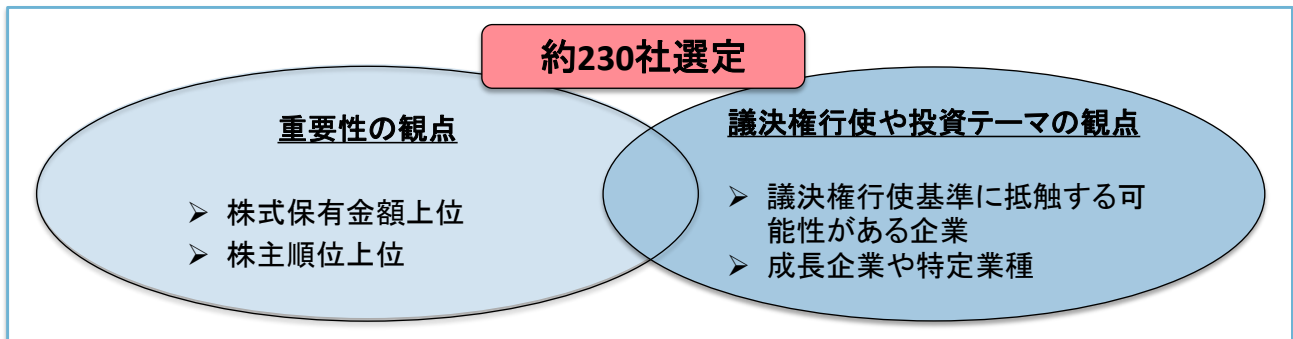 約230社選定
重要性の観点
➢ 株式保有金額上位
➢ 株主順位上位
議決権行使や投資テーマの観点
➢ 議決権行使基準に抵触する可
能性がある企業
➢ 成長企業や特定業種